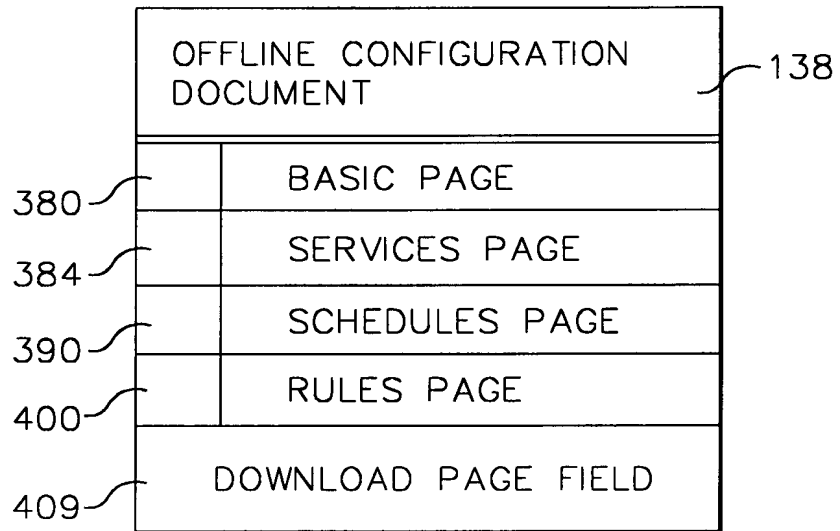 OFFLINE CONFIGURATION
DOCUMENT
138
380
BASIC PAGE
384
SERVICES PAGE
390
SCHEDULES PAGE
400
RULES PAGE
409
DOWNLOAD PAGE FIELD